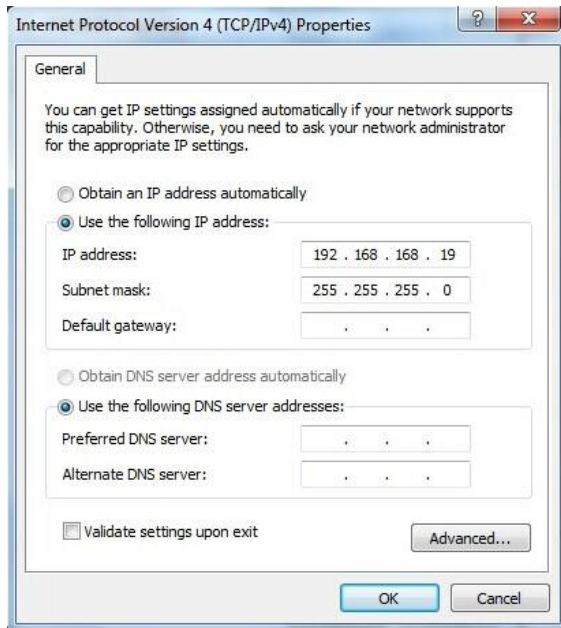 Internet Protocol Version 4 (TCP/IPv4) Properties
General
You can get IP settings assigned automatically if your network supports
this capability. Otherwise, you need to ask your network administrator
for the appropriate IP settings.
Obtain an IP address automatically
Use the following IP address:
IP address: 192 . 168 . 168 . 19
Subnet mask: 255 . 255 . 255 . 0
Default gateway: . . .
Obtain DNS server address automatically
Use the following DNS server addresses:
Preferred DNS server: . . .
Alternate DNS server: . . .
Validate settings upon exit
Advanced...
OK Cancel